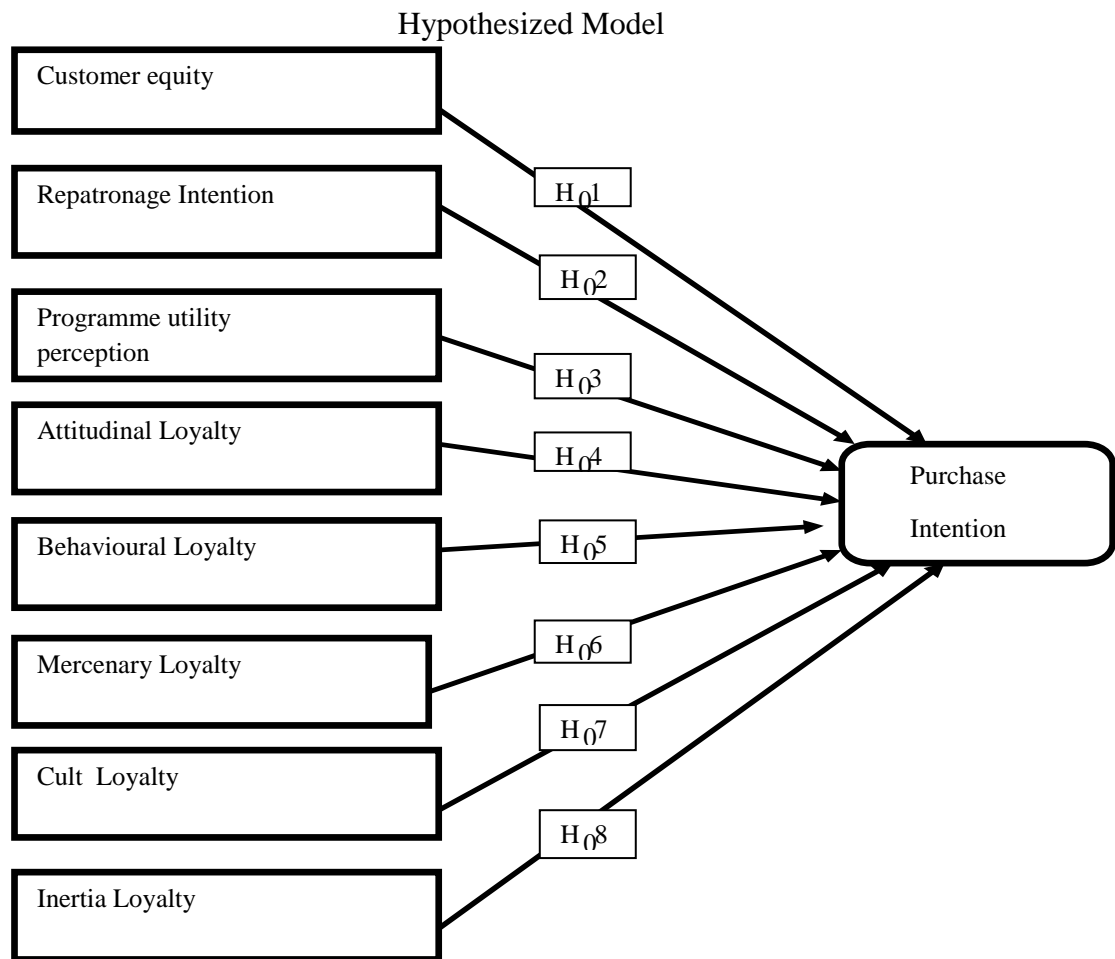 Hypothesized Model
Customer equity
H01
Repatronage Intention
H02
Programme utility
perception
H03
Attitudinal Loyalty
H04
Purchase
Intention
Behavioural Loyalty
H05
Mercenary Loyalty
H06
Cult Loyalty
H07
Inertia Loyalty
H08